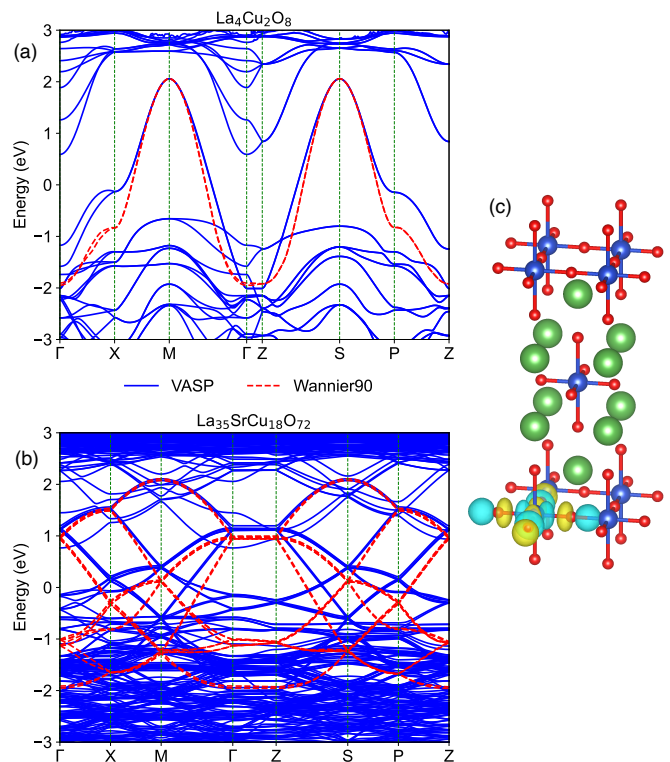 (a)
La₄Cu₂O₈
3
2
1
0
−1
−2
−3
Energy (eV)
Γ X M Γ Z S P Z
VASP Wannier90
(b)
La₃₅SrCu₁₈O₇₂
3
2
1
0
−1
−2
−3
Energy (eV)
Γ X M Γ Z S P Z
(c)